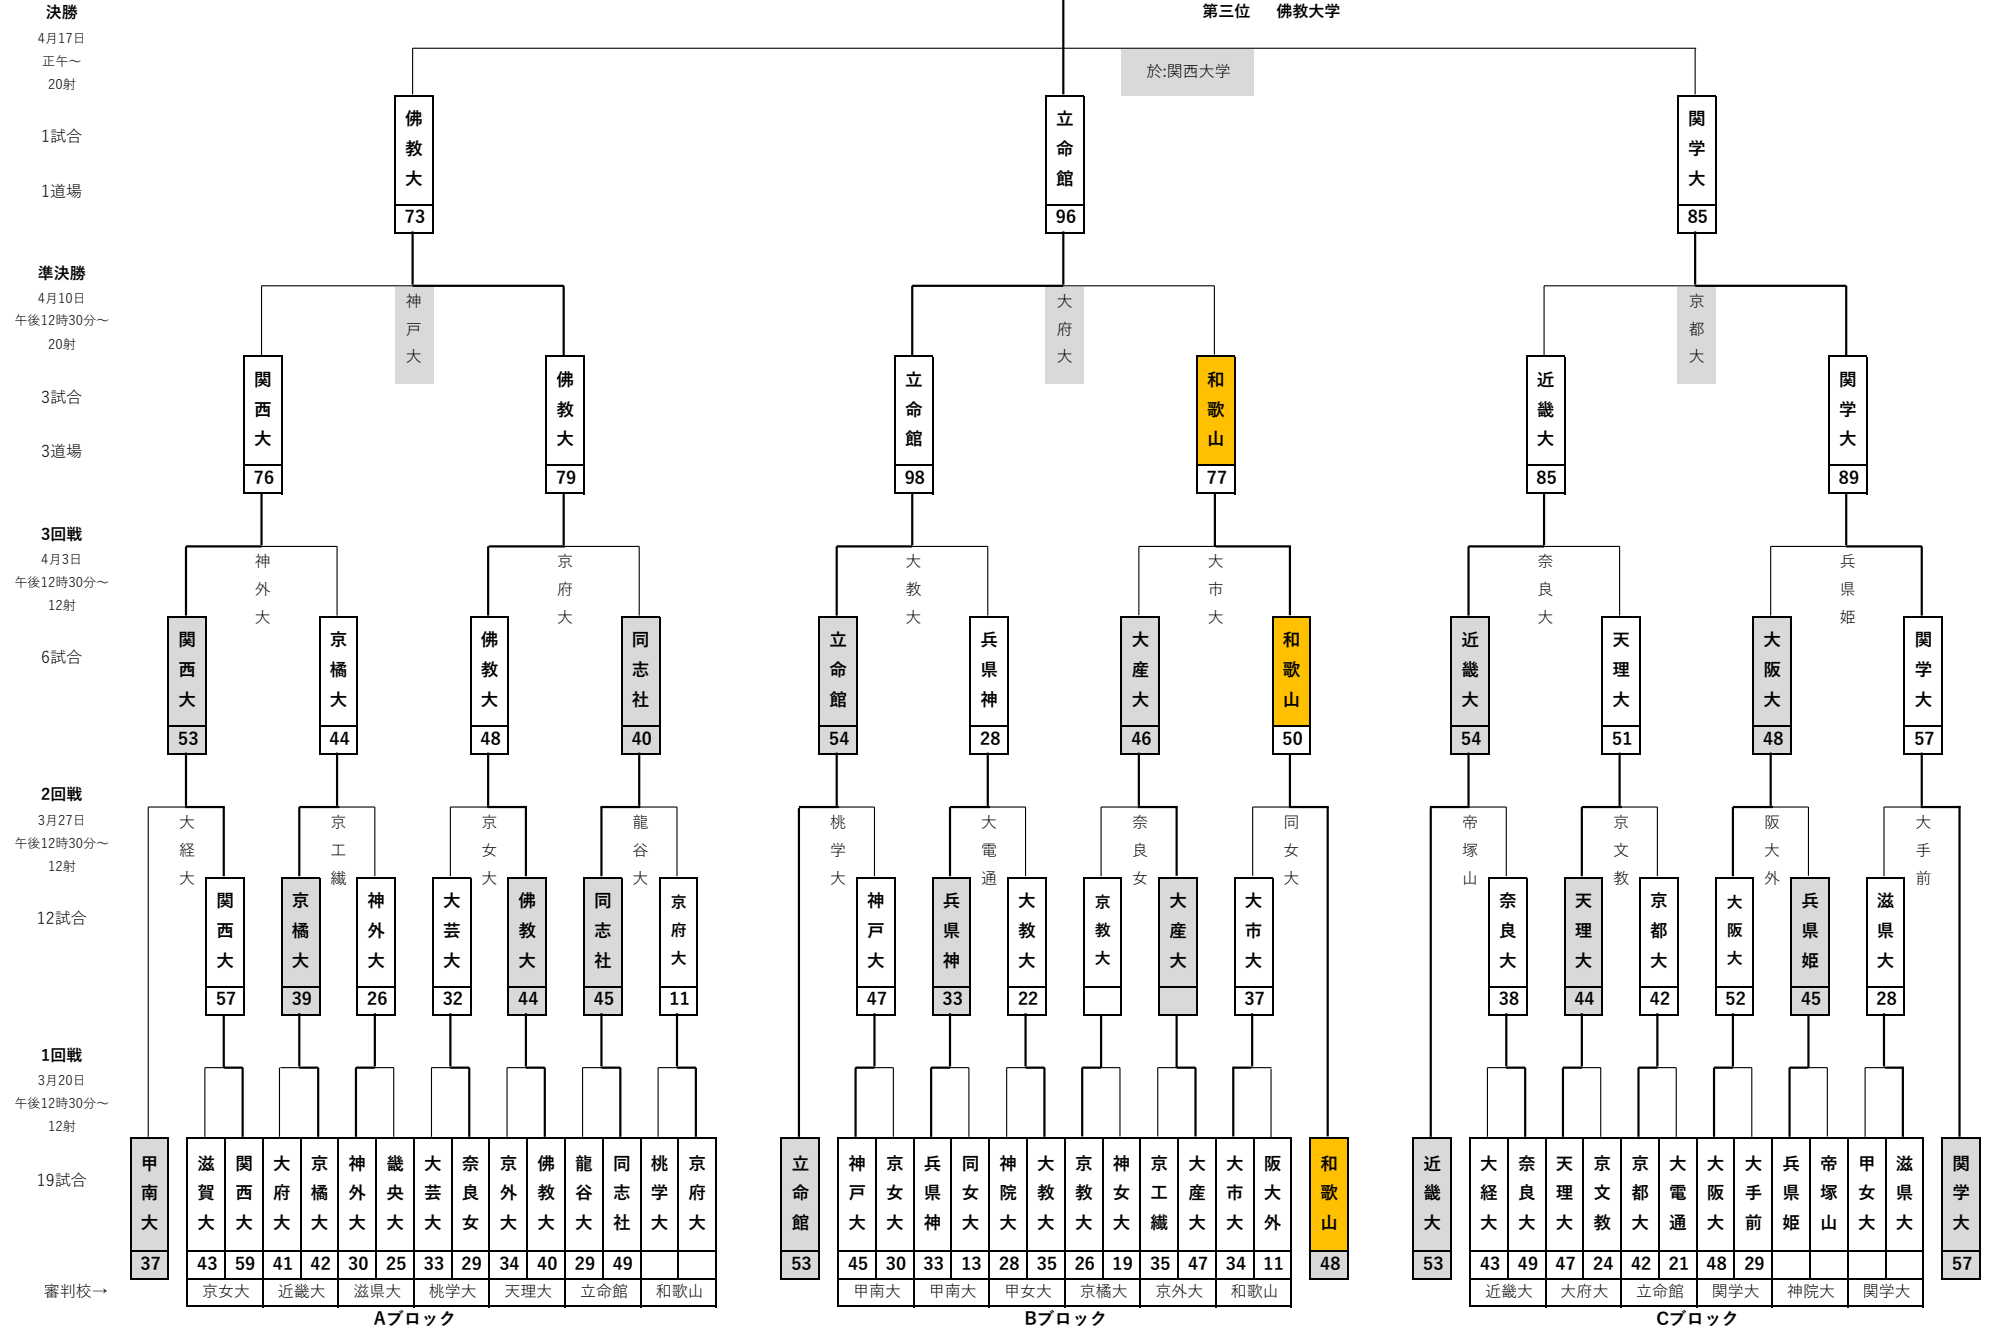 決勝
第三位 佛教大学
4月17日
正午～
20射
於:関西大学
佛教大
立命館
関学大
1試合
1道場
73
96
85
準決勝
4月10日
午後12時30分～
20射
神戸大
大府大
京都大
関西大
佛教大
立命館
和歌山
近畿大
関学大
3試合
3道場
76
79
98
77
85
89
3回戦
4月3日
午後12時30分～
12射
神外大
京府大
大教大
大市大
奈良大
兵県姫
関西大
京橘大
佛教大
同志社
立命館
兵県神
大産大
和歌山
近畿大
天理大
大阪大
関学大
6試合
53
44
48
40
54
28
46
50
54
51
48
57
2回戦
3月27日
午後12時30分～
12射
大経大
京工繊
京女大
龍谷大
桃学大
大電通
奈良女
同女大
帝塚山
京文教
阪大外
大手前
関西大
京橘大
神外大
大芸大
佛教大
同志社
京府大
神戸大
兵県神
大教大
京教大
大産大
大市大
奈良大
天理大
京都大
大阪大
兵県姫
滋県大
12試合
57
39
26
32
44
45
11
47
33
22
37
38
44
42
52
45
28
1回戦
3月20日
午後12時30分～
12射
19試合
甲南大
滋賀大
関西大
大府大
京橘大
神外大
畿央大
大芸大
奈良女
京外大
佛教大
龍谷大
同志社
桃学大
京府大
立命館
神戸大
京女大
兵県神
同女大
神院大
大教大
京教大
神女大
京工繊
大産大
大市大
阪大外
和歌山
近畿大
大経大
奈良大
天理大
京文教
京都大
大電通
大阪大
大手前
兵県姫
帝塚山
甲女大
滋県大
関学大
37
43
59
41
42
30
25
33
29
34
40
29
49
53
45
30
33
13
28
35
26
19
35
47
34
11
48
53
43
49
47
24
42
21
48
29
57
審判校→
京女大
近畿大
滋県大
桃学大
天理大
立命館
和歌山
甲南大
甲南大
甲女大
京橘大
京外大
和歌山
近畿大
大府大
立命館
関学大
神院大
関学大
Aブロック
Bブロック
Cブロック